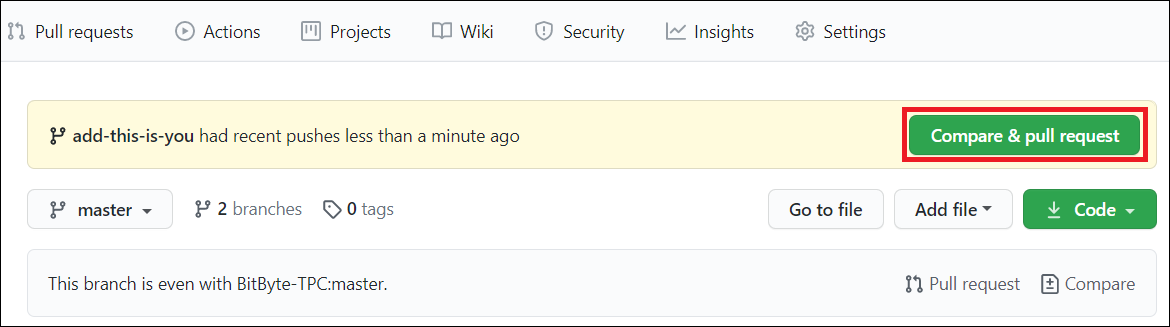 Pull requests Actions Projects Wiki Security Insights Settings
add-this-is-you had recent pushes less than a minute ago Compare & pull request
master 2 branches 0 tags Go to file Add file Code
This branch is even with BitByte-TPC:master. Pull request Compare